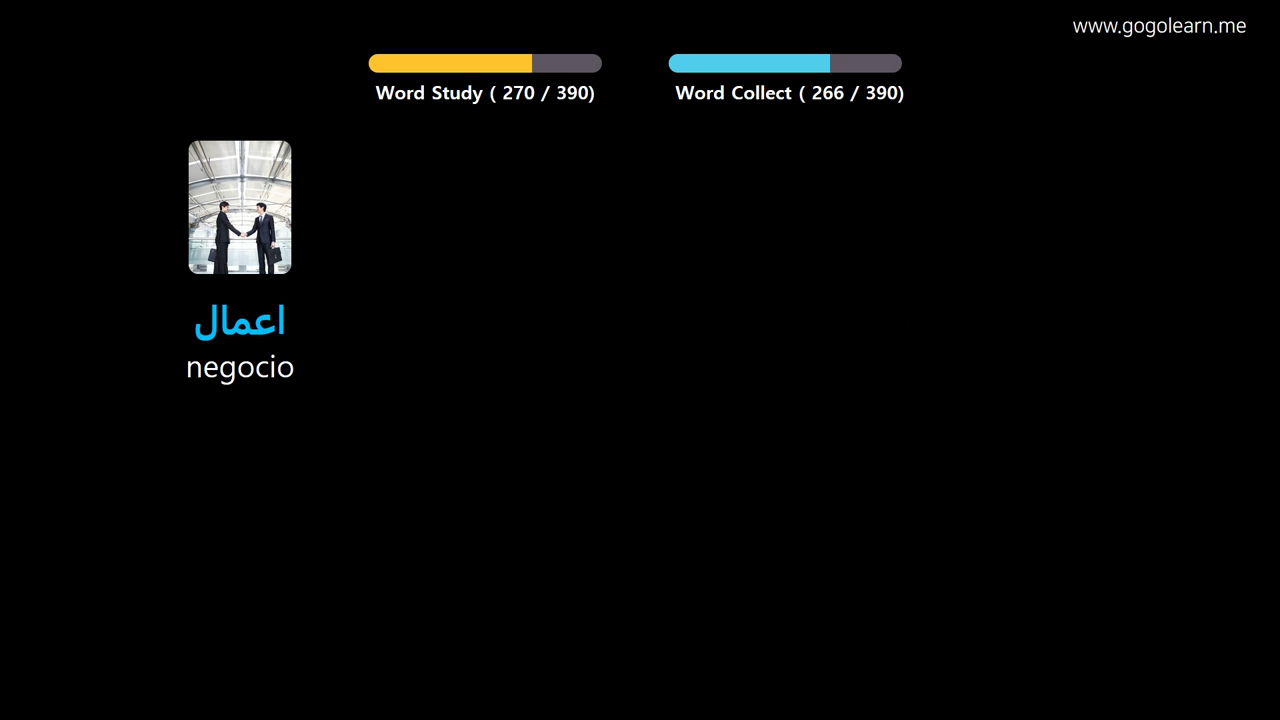 www.gogolearn.me
Word Study ( 270 / 390)
Word Collect ( 266 / 390)
اعمال
negocio